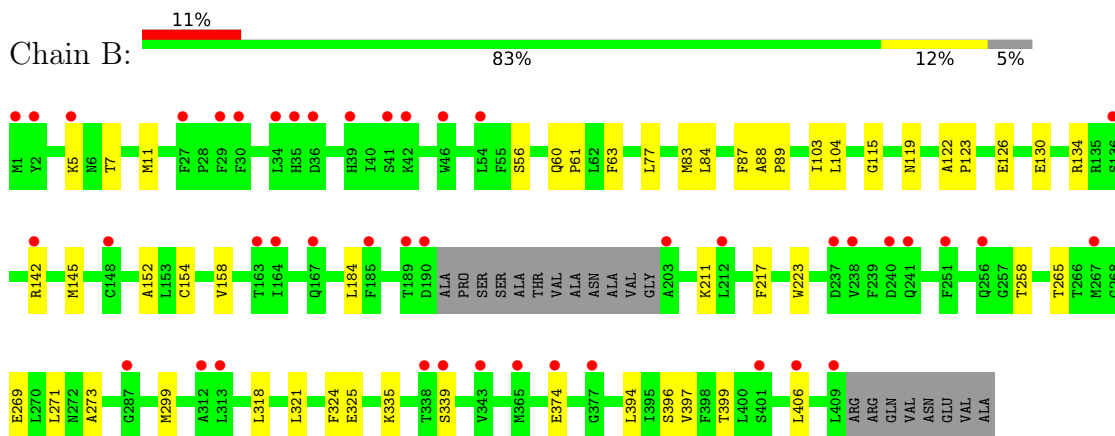 11%
Chain B:
83% 12% 5%
M1 Y2 K5 N6 T7 M11 F27 P28 F29 F30 L34 H35 D36 H39 I40 S41 K42 W46 L54 F55 S56 Q60 P61 L62 F63 L77 M83 L84 F87 A88 P89 I103 L104 G115 N119 A122 P123 E126 E130 R134 R135 S136
R142 M145 C148 A152 L153 C154 V158 T163 I164 Q167 L184 F185 T189 D190 ALA PRO SER SER ALA THR VAL ALA ASN ALA VAL GLY A203 K211 L212 F217 W223 D237 V238 F239 D240 Q241 F251 Q256 G257 T258 T265 T266 M267 G268
E269 L270 L271 N272 A273 G287 M299 A312 L313 L318 L321 F324 E325 K335 T338 S339 V343 M365 E374 G377 L394 I395 S396 V397 F398 T399 L400 S401 L406 L409 ARG ARG GLN VAL ASN GLU VAL ALA